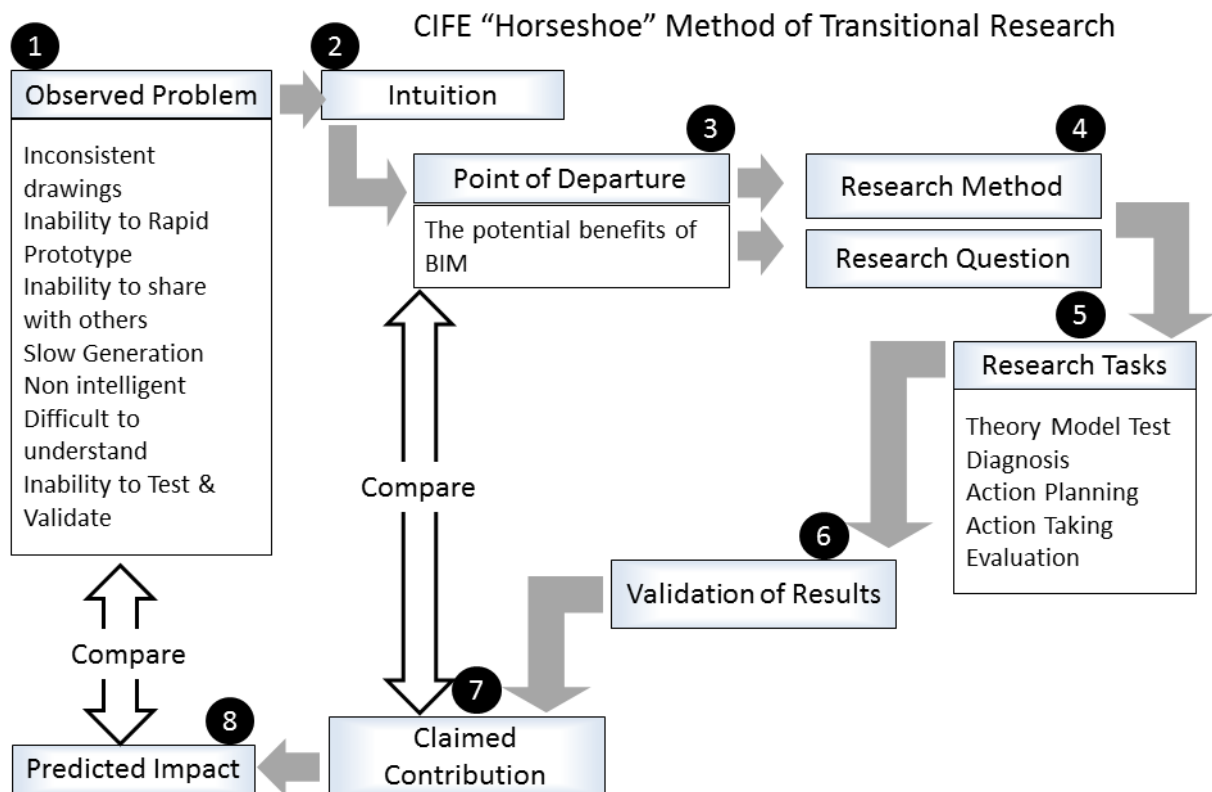 CIFE “Horseshoe” Method of Transitional Research
1
Observed Problem
Inconsistent
drawings
Inability to Rapid
Prototype
Inability to share
with others
Slow Generation
Non intelligent
Difficult to
understand
Inability to Test &
Validate
2
Intuition
3
Point of Departure
The potential benefits of
BIM
4
Research Method
Research Question
5
Research Tasks
Theory Model Test
Diagnosis
Action Planning
Action Taking
Evaluation
6
Validation of Results
7
Claimed
Contribution
8
Predicted Impact
Compare
Compare